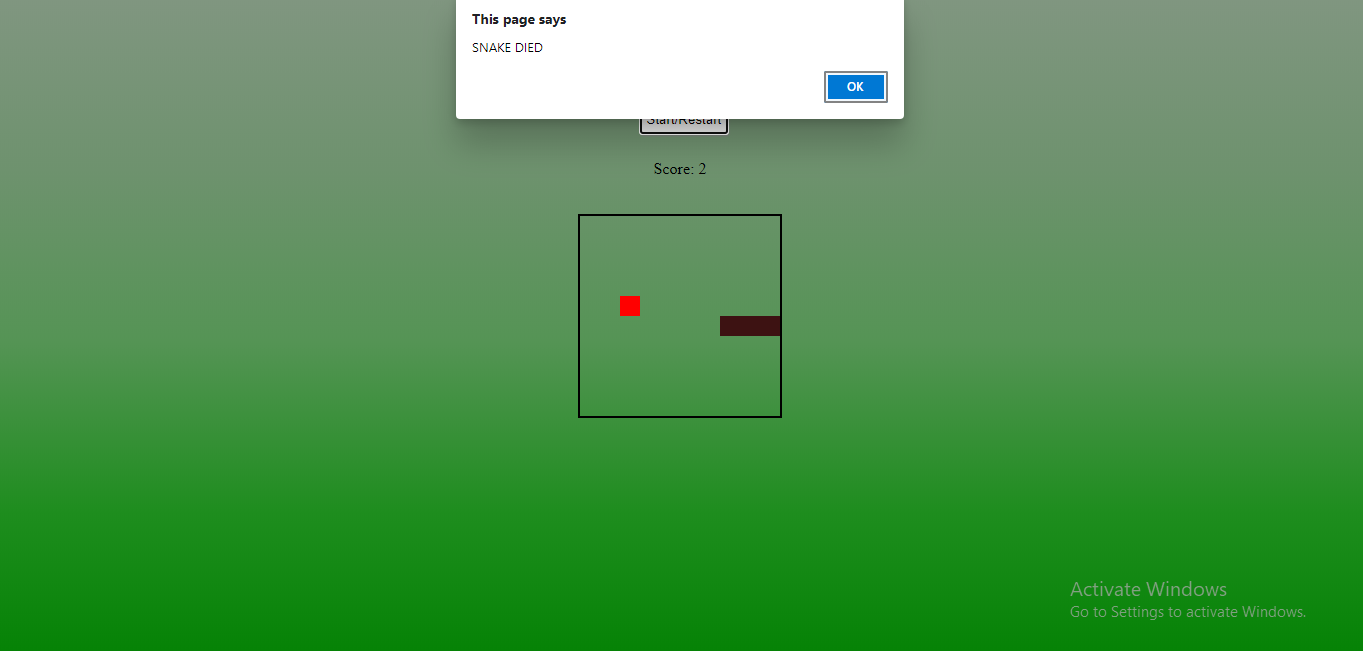 This page says
SNAKE DIED
OK
Start/Restart
Score: 2
Activate Windows
Go to Settings to activate Windows.